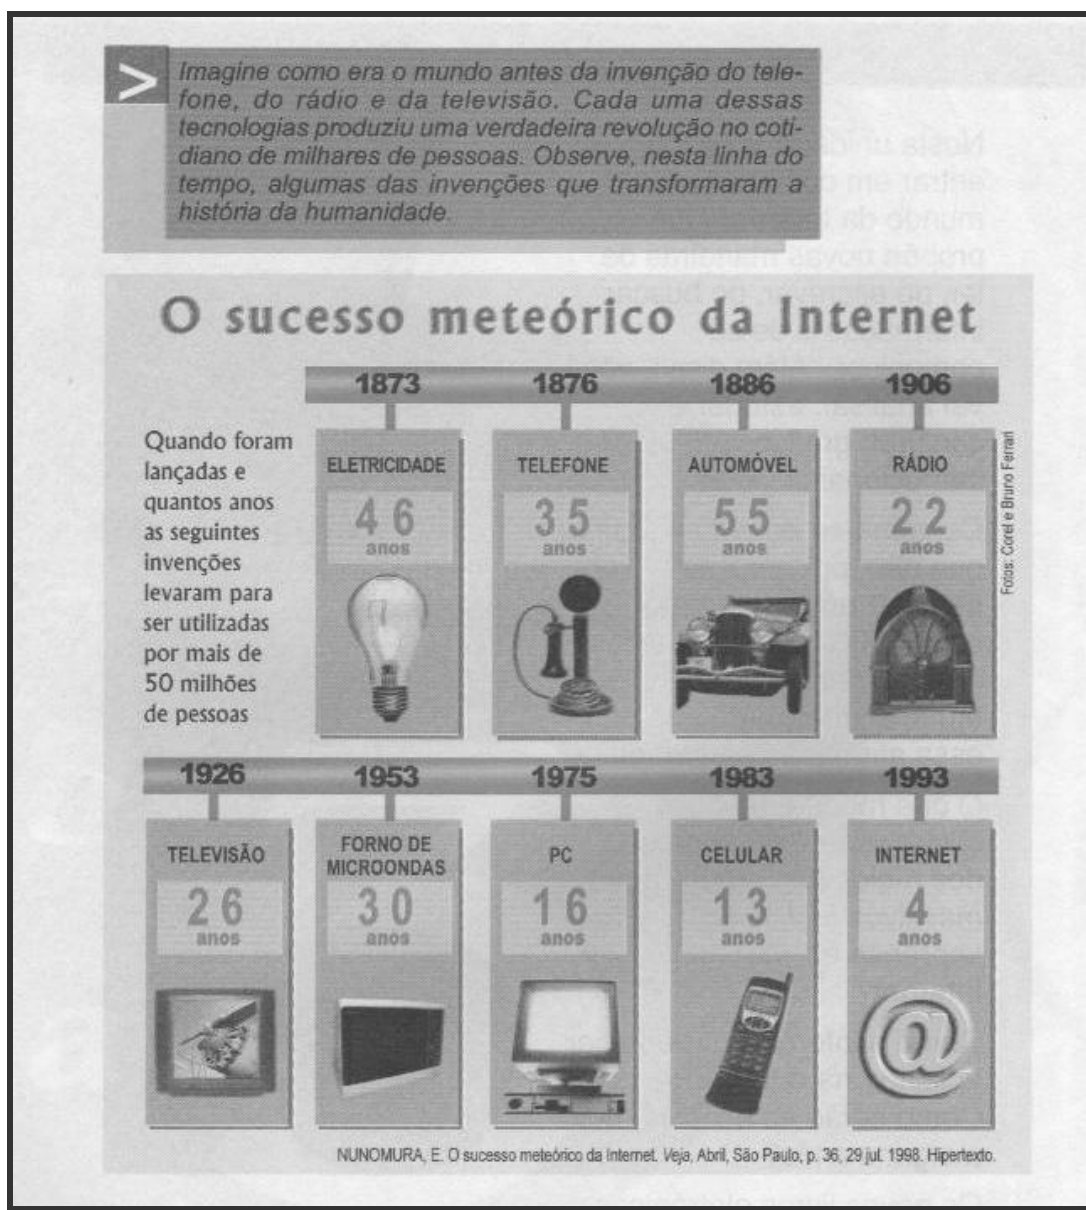 >
Imagine como era o mundo antes da invenção do tele-
fone, do rádio e da televisão. Cada uma dessas
tecnologias produziu uma verdadeira revolução no coti-
diano de milhares de pessoas. Observe, nesta linha do
tempo, algumas das invenções que transformaram a
história da humanidade.
O sucesso meteórico da Internet
Quando foram
lançadas e
quantos anos
as seguintes
invenções
levaram para
ser utilizadas
por mais de
50 milhões
de pessoas
1873
ELETRICIDADE
46
anos
1876
TELEFONE
35
anos
1886
AUTOMÓVEL
55
anos
1906
RÁDIO
22
anos
Fotos: Corel e Bruno Ferrari
1926
TELEVISÃO
26
anos
1953
FORNO DE
MICROONDAS
30
anos
1975
PC
16
anos
1983
CELULAR
13
anos
1993
INTERNET
4
anos
@
NUNOMURA, E. O sucesso meteórico da Internet. Veja, Abril, São Paulo, p. 36, 29 jul. 1998. Hipertexto.